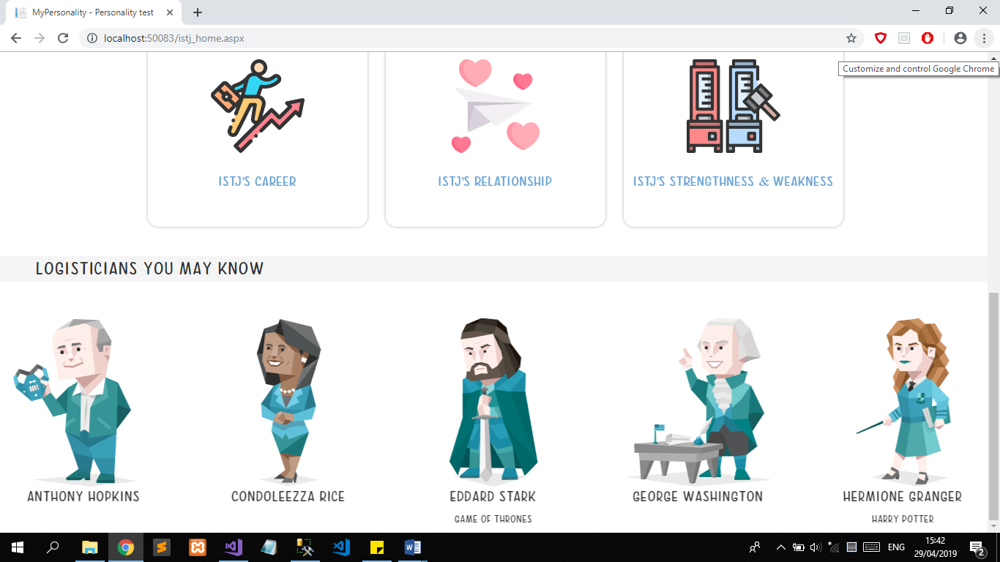 MyPersonality - Personality test
localhost:50083/istj_home.aspx
Customize and control Google Chrome
ISTJ'S CAREER
ISTJ'S RELATIONSHIP
ISTJ'S STRENGTHNESS & WEAKNESS
LOGISTICIANS YOU MAY KNOW
ANTHONY HOPKINS
CONDOLEEZZA RICE
EDDARD STARK
GEORGE WASHINGTON
HERMIONE GRANGER
GAME OF THRONES
HARRY POTTER
ENG
15:42
29/04/2019
2